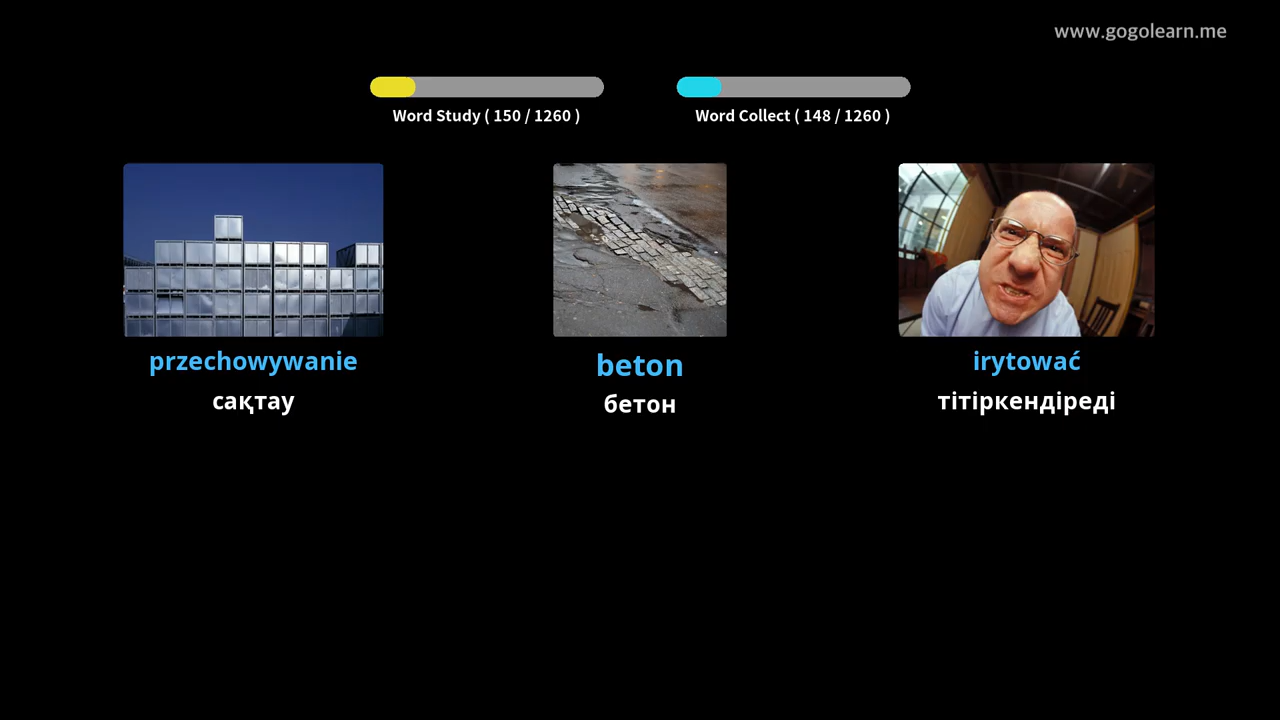 www.gogolearn.me
Word Study ( 150 / 1260 )
Word Collect ( 148 / 1260 )
przechowywanie
сақтау
beton
бетон
irytować
тітіркендіреді